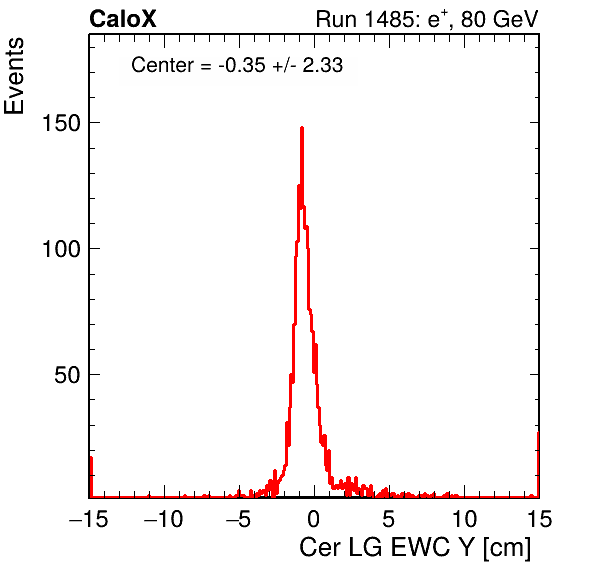 CaloX Run 1485: e⁺, 80 GeV
Center = -0.35 +/- 2.33
Events
150
100
50
−15 −10 −5 0 5 10 15
Cer LG EWC Y [cm]